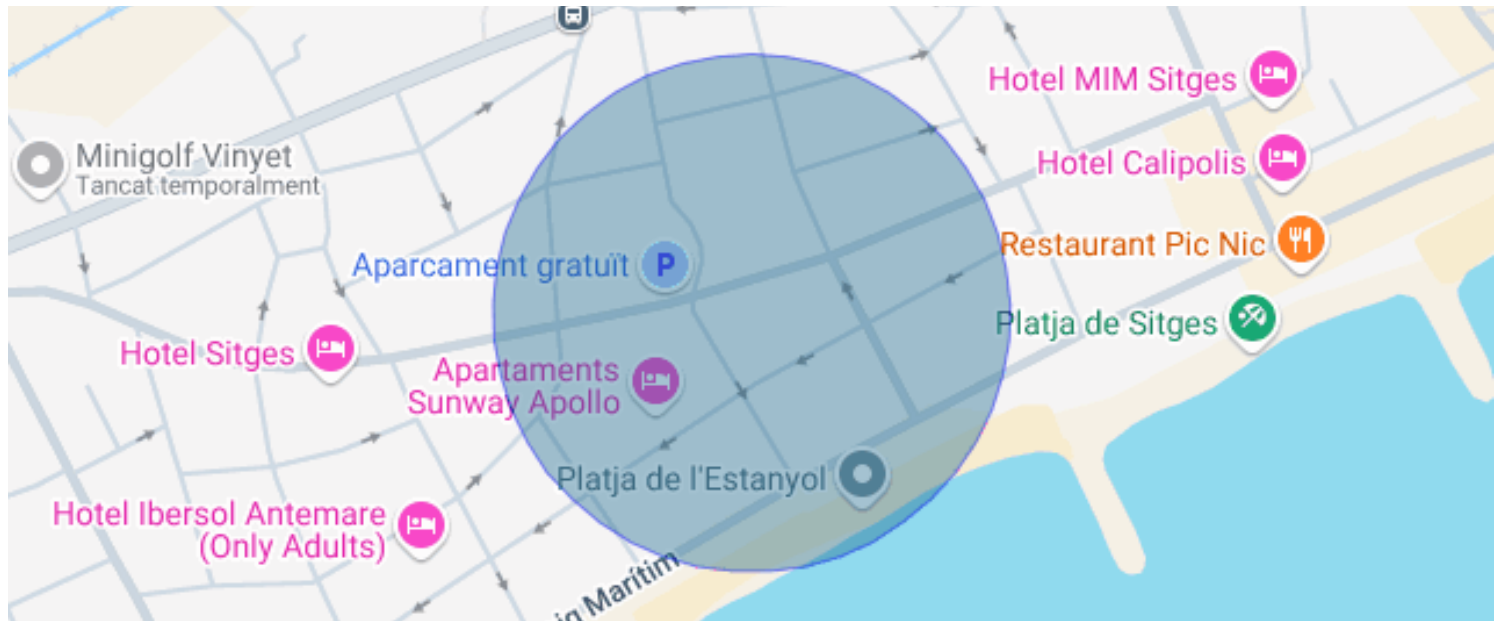 Hotel MIM Sitges
Minigolf Vinyet
Tancat temporalment
Hotel Calipolis
Restaurant Pic Nic
Aparcament gratuït
P
Platja de Sitges
Hotel Sitges
Apartaments
Sunway Apollo
Platja de l'Estanyol
Hotel Ibersol Antemare
(Only Adults)
ig Marítim